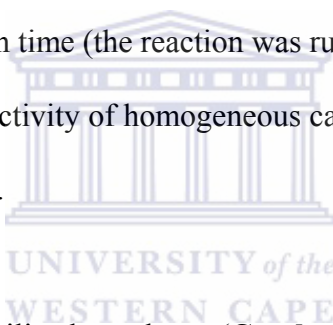 n time (the reaction was ru
ctivity of homogeneous ca
UNIVERSITY of the
WESTERN CAPE